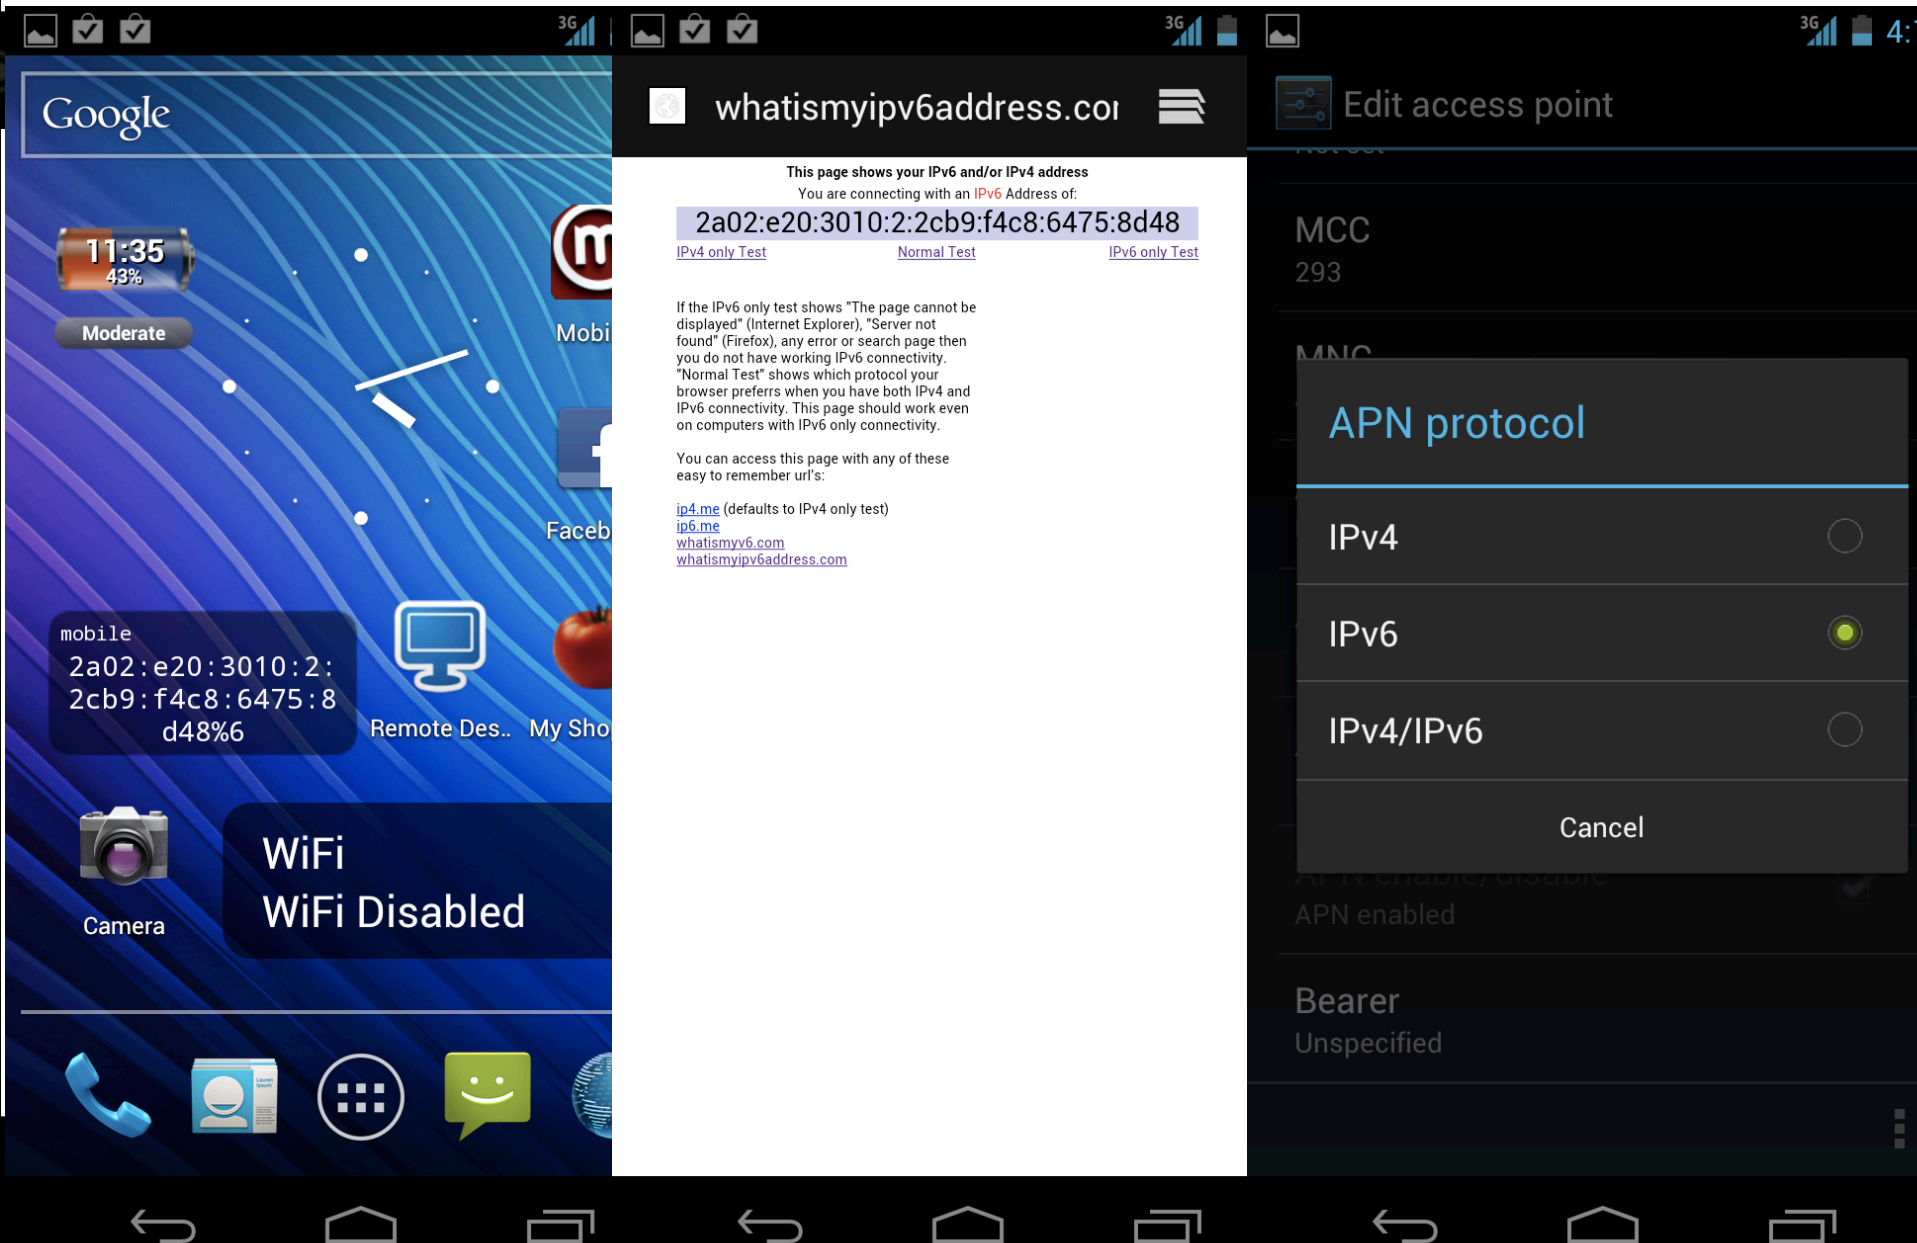 3G
Google
11:35
43%
Moderate
Mobi
Faceb
mobile
2a02:e20:3010:2:
2cb9:f4c8:6475:8
d48%6
Remote Des..
My Sho
Camera
WiFi
WiFi Disabled
3G
whatismyipv6address.cor
This page shows your IPv6 and/or IPv4 address
You are connecting with an IPv6 Address of:
2a02:e20:3010:2:2cb9:f4c8:6475:8d48
IPv4 only Test Normal Test IPv6 only Test
If the IPv6 only test shows "The page cannot be
displayed" (Internet Explorer), "Server not
found" (Firefox), any error or search page then
you do not have working IPv6 connectivity.
"Normal Test" shows which protocol your
browser preferrs when you have both IPv4 and
IPv6 connectivity. This page should work even
on computers with IPv6 only connectivity.
You can access this page with any of these
easy to remember url's:
ip4.me (defaults to IPv4 only test)
ip6.me
whatismyv6.com
whatismyipv6address.com
3G 4:
Edit access point
Not set
MCC
293
MNC
APN protocol
IPv4
IPv6
IPv4/IPv6
Cancel
APN enable/disable
APN enabled
Bearer
Unspecified